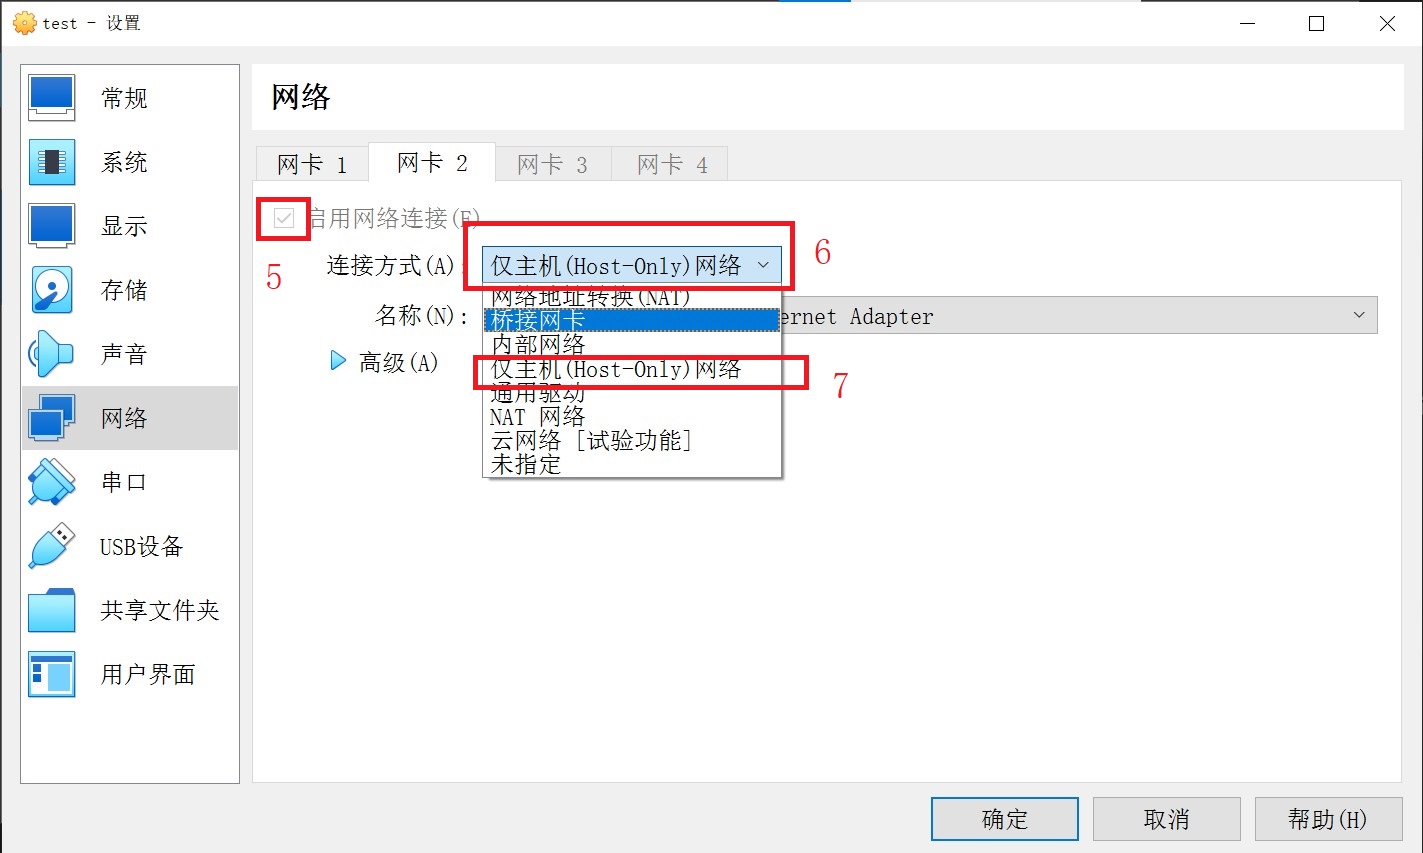 test - 设置
常规
系统
显示
存储
声音
网络
串口
USB设备
共享文件夹
用户界面
网络
网卡 1
网卡 2
网卡 3
网卡 4
启用网络连接(E)
5
连接方式(A):
仅主机(Host-Only)网络
6
网络地址转换(NAT)
桥接网卡
内部网络
仅主机(Host-Only)网络
7
通用驱动
NAT 网络
云网络 [试验功能]
未指定
名称(N):
ernet Adapter
高级(A)
确定
取消
帮助(H)